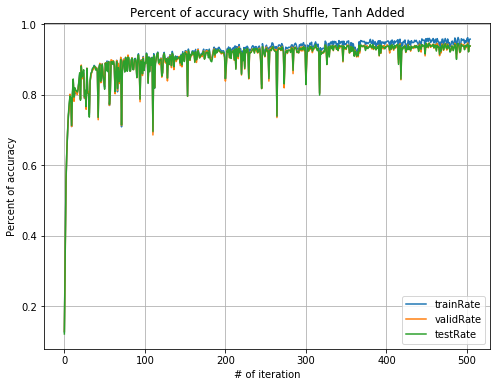 Percent of accuracy with Shuffle, Tanh Added
Percent of accuracy
1.0
0.8
0.6
0.4
0.2
0
100
200
300
400
500
# of iteration
trainRate
validRate
testRate